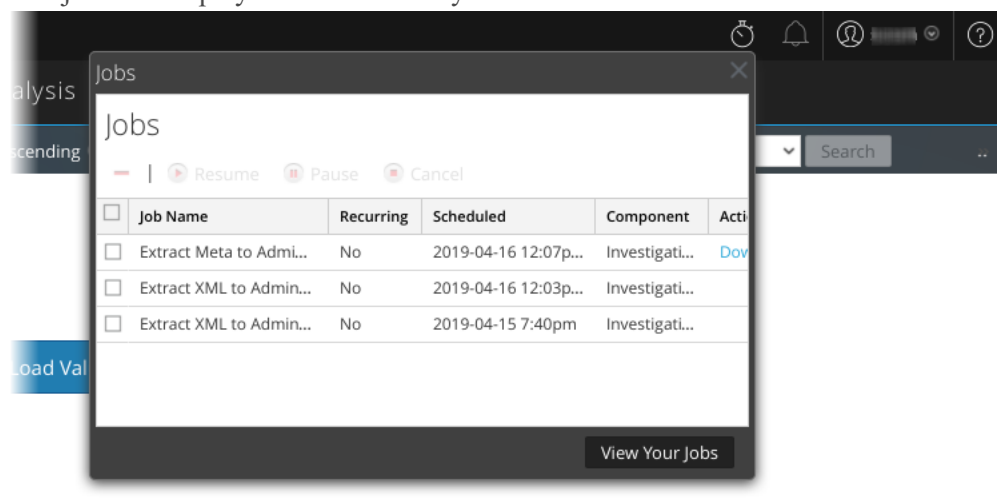 Jobs
alysis
Jobs
scending
Search
Resume Pause Cancel
Job Name Recurring Scheduled Component Acti
Extract Meta to Admi... No 2019-04-16 12:07p... Investigati... Dow
Extract XML to Admin... No 2019-04-16 12:03p... Investigati...
Extract XML to Admin... No 2019-04-15 7:40pm Investigati...
Load Val
View Your Jobs